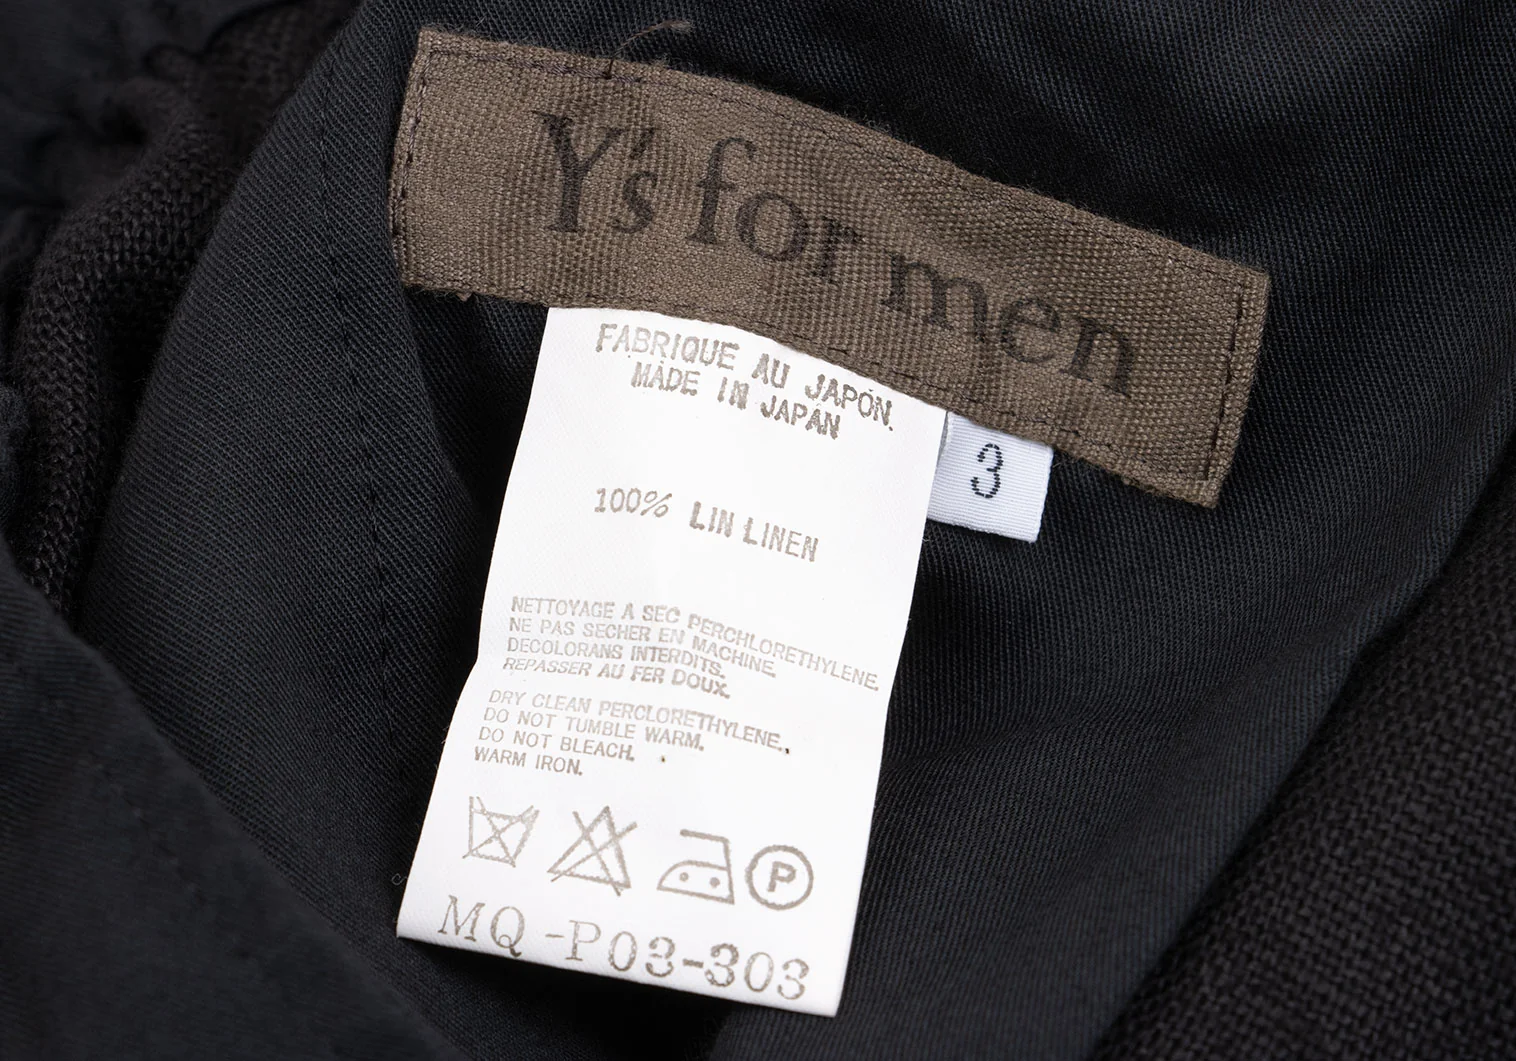 Y's for men
FABRIQUE AU JAPON.
MADE IN JAPAN
3
100% LIN LINEN
NETTOYAGE A SEC PERCHLORETHYLENE.
NE PAS SECHER EN MACHINE.
DECOLORANS INTERDITS.
REPASSER AU FER DOUX.
DRY CLEAN PERCLORETHYLENE.
DO NOT TUMBLE WARM.
DO NOT BLEACH.
WARM IRON.
P
MQ-P03-303